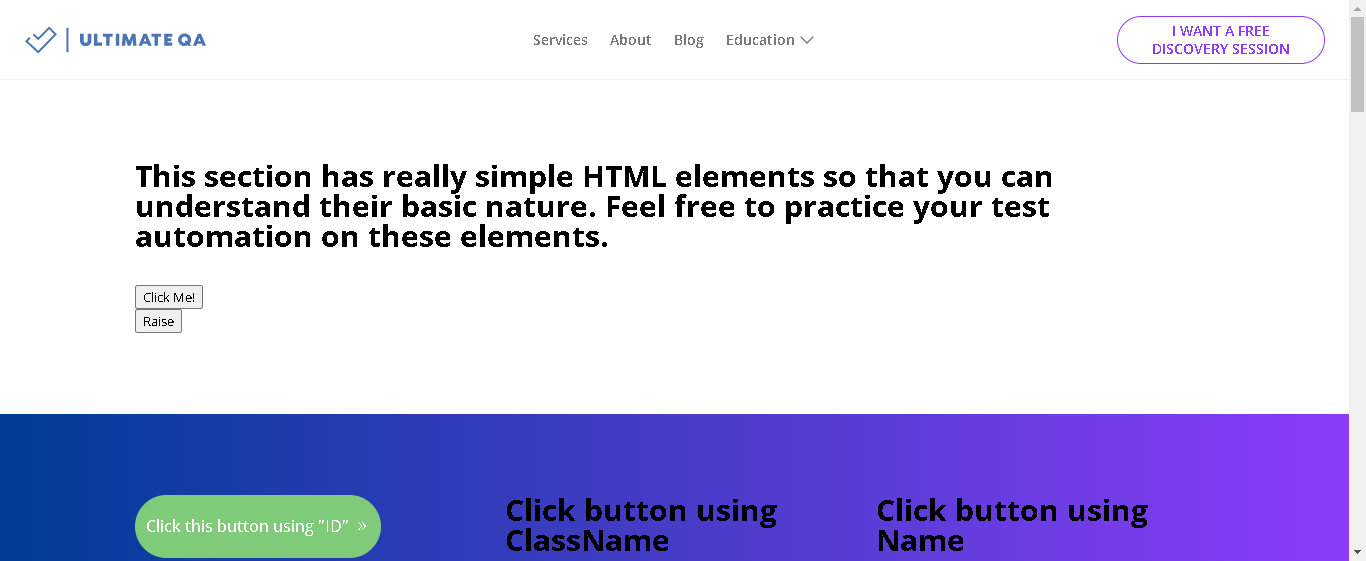 ULTIMATE QA
Services About Blog Education
I WANT A FREE
DISCOVERY SESSION
This section has really simple HTML elements so that you can
understand their basic nature. Feel free to practice your test
automation on these elements.
Click Me!
Raise
Click this button using "ID" »
Click button using
ClassName
Click button using
Name